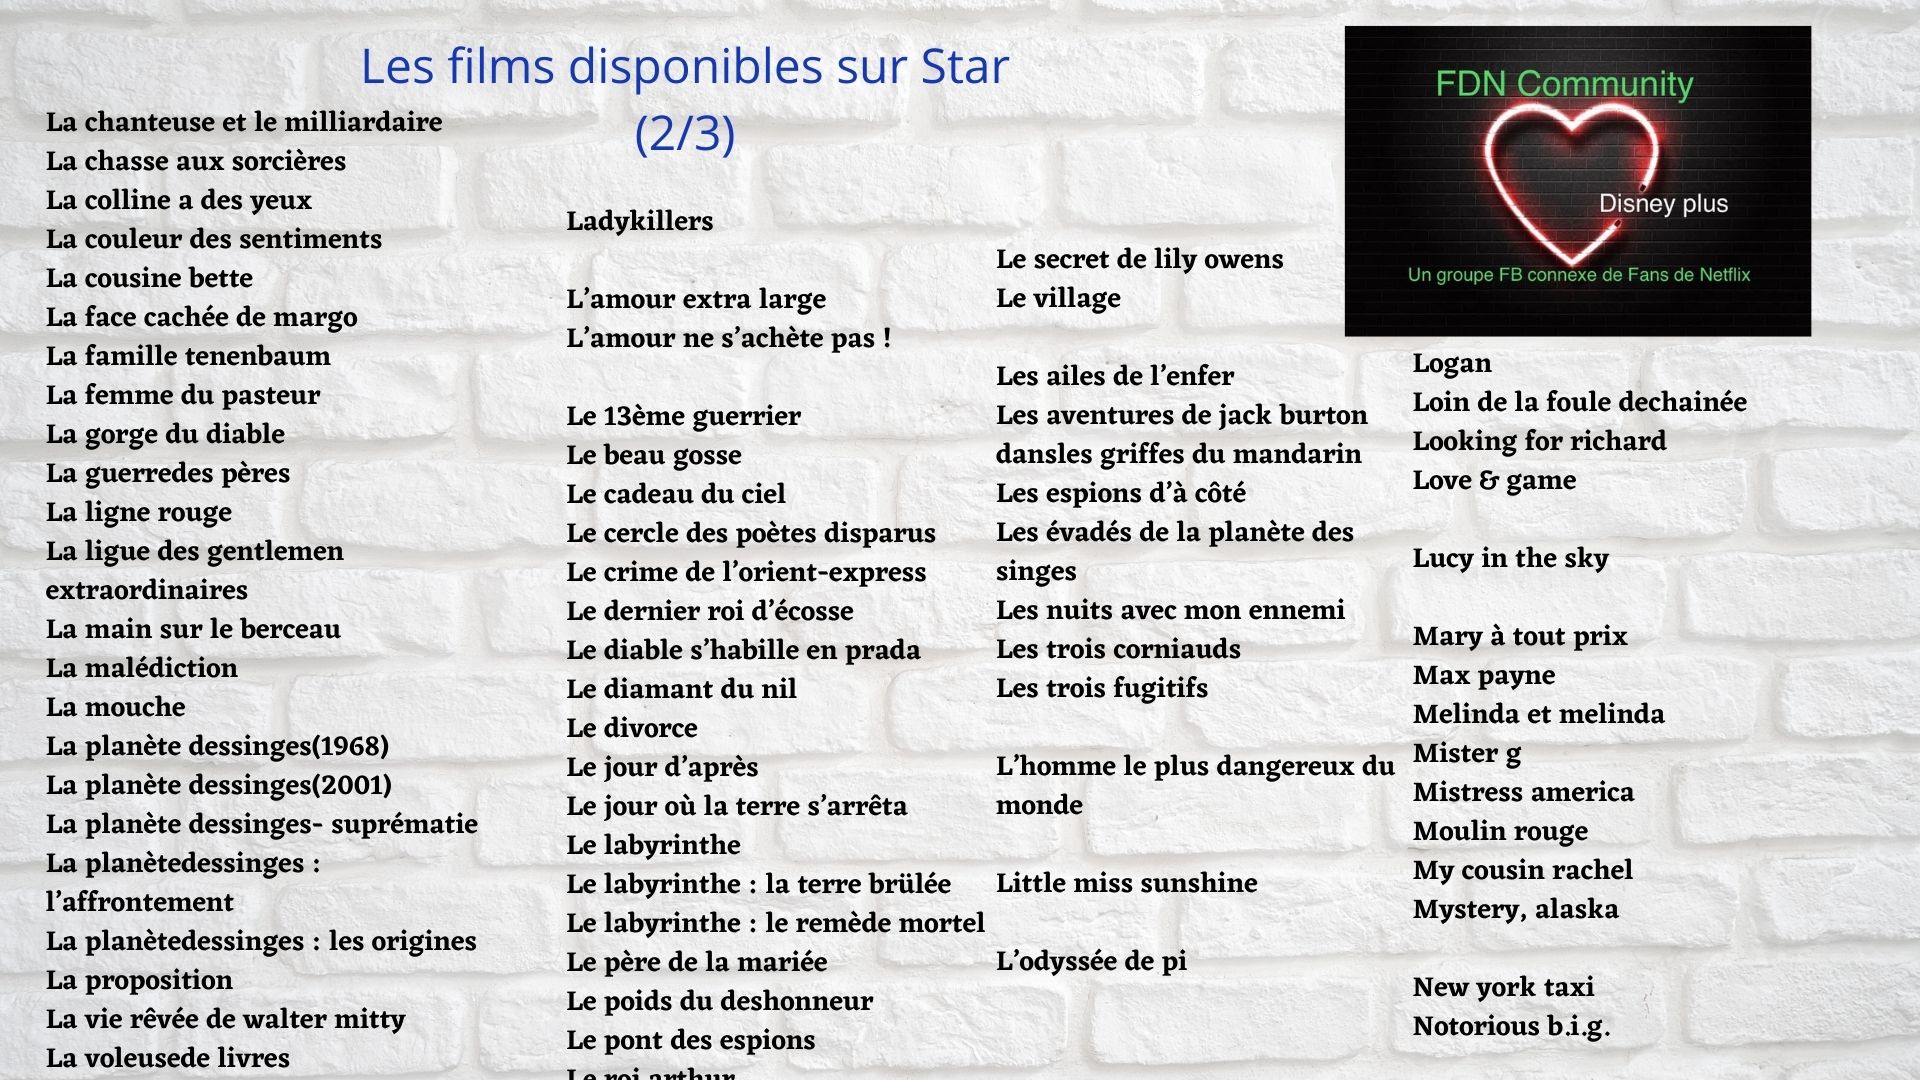 Les films disponibles sur Star
(2/3)
La chanteuse et le milliardaire
La chasse aux sorcières
La colline a des yeux
La couleur des sentiments
La cousine bette
La face cachée de margo
La famille tenenbaum
La femme du pasteur
La gorge du diable
La guerredes pères
La ligne rouge
La ligue des gentlemen
extraordinaires
La main sur le berceau
La malédiction
La mouche
La planète dessinges(1968)
La planète dessinges(2001)
La planète dessinges- suprématie
La planètedessinges :
l’affrontement
La planètedessinges : les origines
La proposition
La vie rêvée de walter mitty
La voleusede livres
Ladykillers
L’amour extra large
L’amour ne s’achète pas !
Le 13ème guerrier
Le beau gosse
Le cadeau du ciel
Le cercle des poètes disparus
Le crime de l’orient-express
Le dernier roi d’écosse
Le diable s’habille en prada
Le diamant du nil
Le divorce
Le jour d’après
Le jour où la terre s’arrêta
Le labyrinthe
Le labyrinthe : la terre brülée
Le labyrinthe : le remède mortel
Le père de la mariée
Le poids du deshonneur
Le pont des espions
Le roi arthur
Le secret de lily owens
Le village
Les ailes de l’enfer
Les aventures de jack burton
dansles griffes du mandarin
Les espions d’à côté
Les évadés de la planète des
singes
Les nuits avec mon ennemi
Les trois corniauds
Les trois fugitifs
L’homme le plus dangereux du
monde
Little miss sunshine
L’odyssée de pi
FDN Community
Disney plus
Un groupe FB connexe de Fans de Netflix
Logan
Loin de la foule dechainée
Looking for richard
Love & game
Lucy in the sky
Mary à tout prix
Max payne
Melinda et melinda
Mister g
Mistress america
Moulin rouge
My cousin rachel
Mystery, alaska
New york taxi
Notorious b.i.g.